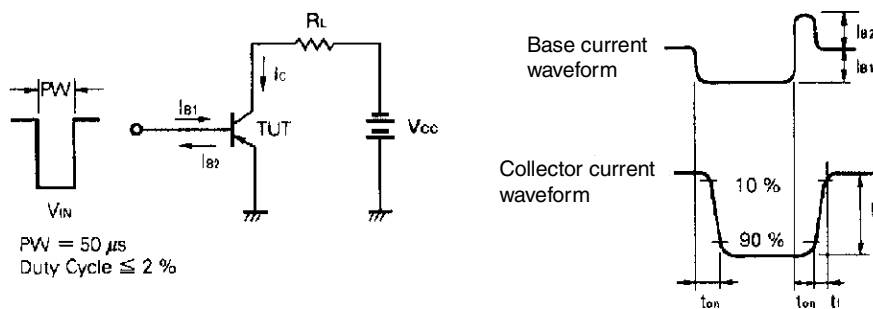 RL
IC
PW
IB1
TUT
IB2
VCC
VIN
PW = 50 μs
Duty Cycle ≦ 2 %
Base current
waveform
IB2
IB1
Collector current
waveform
10 %
90 %
ton
ton
tf